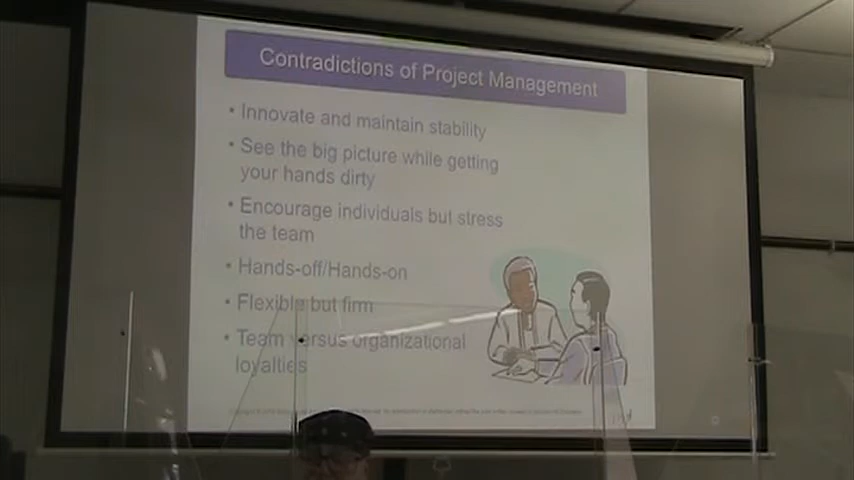 Contradictions of Project Management
• Innovate and maintain stability
• See the big picture while getting
your hands dirty
• Encourage individuals but stress
the team
• Hands-off/Hands-on
• Flexible but firm
• Team versus organizational
loyalties